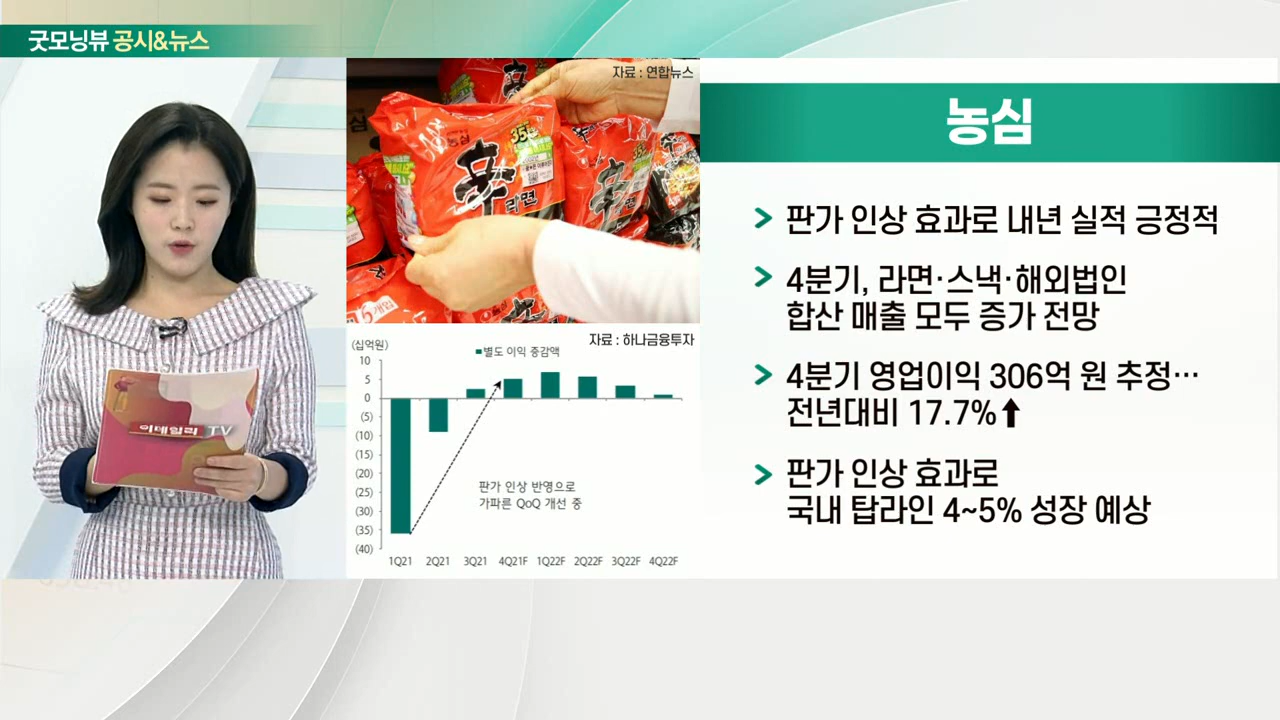 굿모닝뷰 공시&뉴스
자료 : 연합뉴스
농심
35
辛
라면
농심
> 판가 인상 효과로 내년 실적 긍정적
> 4분기, 라면·스낵·해외법인
합산 매출 모두 증가 전망
> 4분기 영업이익 306억 원 추정…
전년대비 17.7%⬆
> 판가 인상 효과로
국내 탑라인 4~5% 성장 예상
이데일리 TV
자료 : 하나금융투자
(십억원)
■별도 이익 증감액
10
5
0
(5)
(10)
(15)
(20)
(25)
(30)
(35)
(40)
판가 인상 반영으로
가파른 QoQ 개선 중
1Q21 2Q21 3Q21 4Q21F 1Q22F 2Q22F 3Q22F 4Q22F